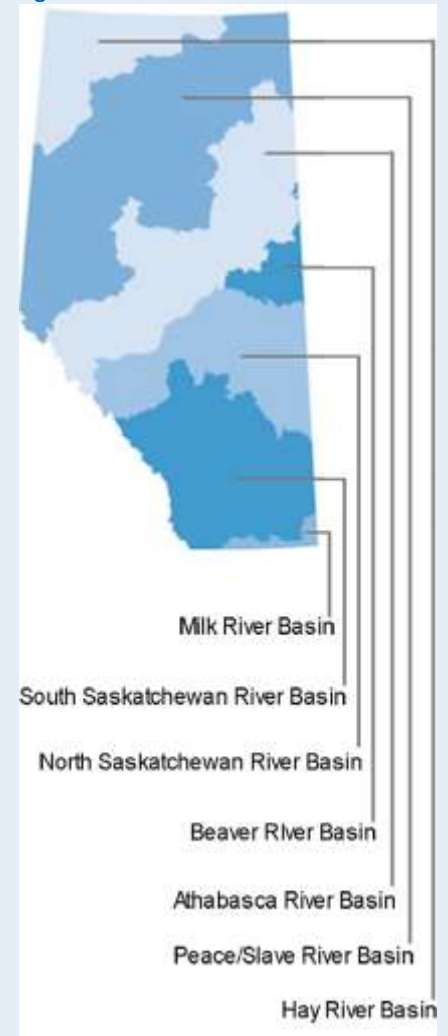 Milk River Basin
South Saskatchewan River Basin
North Saskatchewan River Basin
Beaver RIver Basin
Athabasca River Basin
Peace/Slave River Basin
Hay River Basin